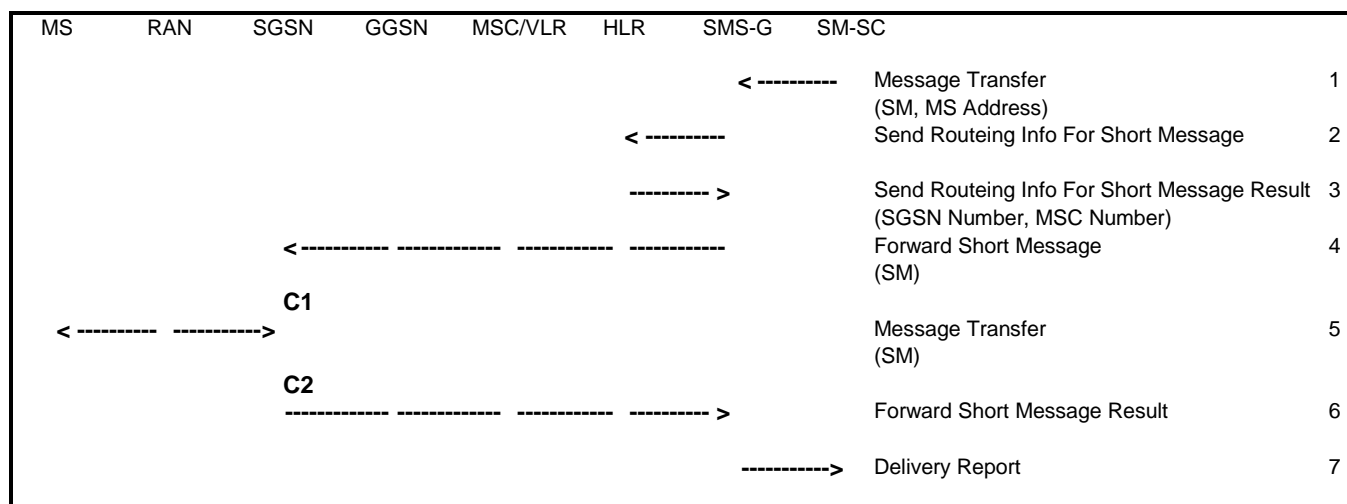 MS RAN SGSN GGSN MSC/VLR HLR SMS-G SM-SC
< ---------- Message Transfer 1
(SM, MS Address)
< ---------- Send Routeing Info For Short Message 2
---------- > Send Routeing Info For Short Message Result 3
(SGSN Number, MSC Number)
< ----------- ------------- ------------ ------------ Forward Short Message 4
(SM)
C1
< ---------- -----------> Message Transfer 5
(SM)
C2
------------- ------------- ------------ ---------- > Forward Short Message Result 6
-----------> Delivery Report 7